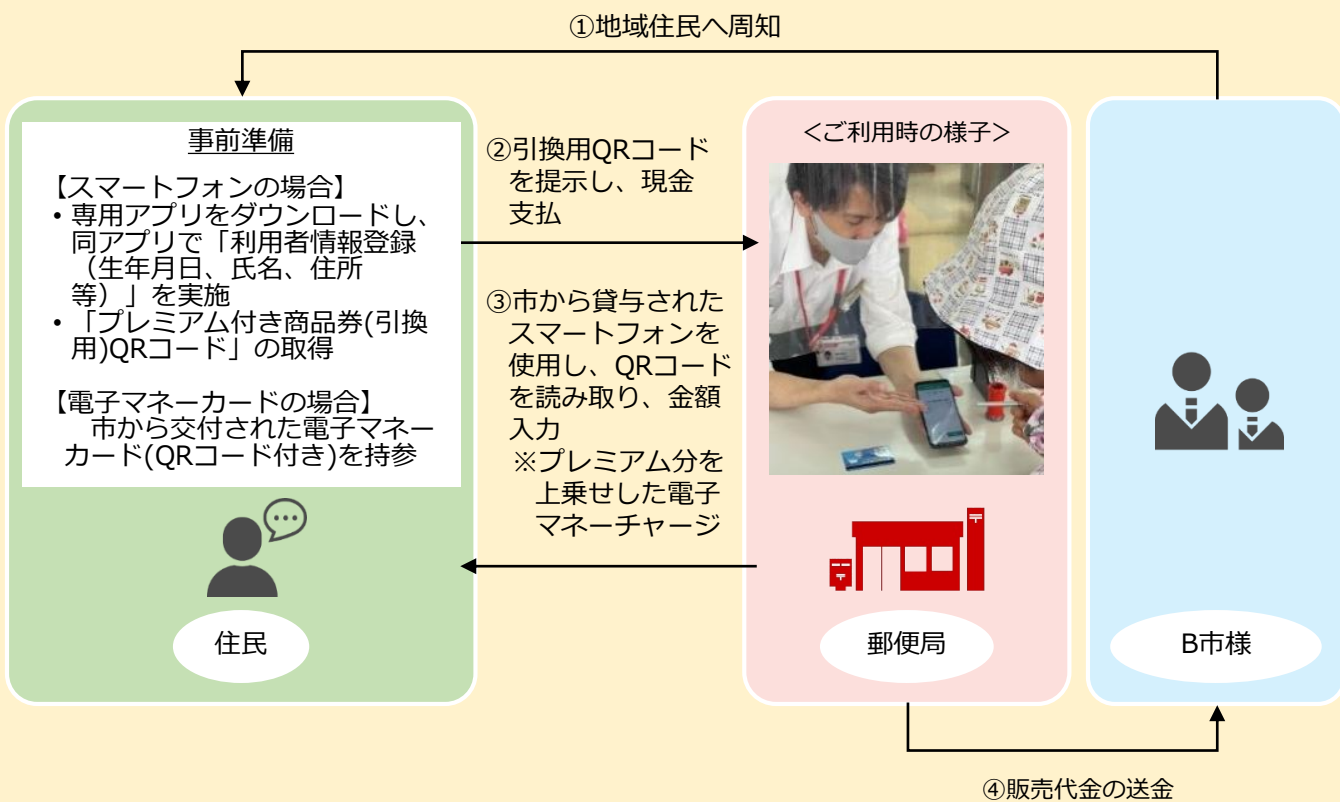 ①地域住民へ周知
事前準備
【スマートフォンの場合】
・専用アプリをダウンロードし、
同アプリで「利用者情報登録
（生年月日、氏名、住所
等）」を実施
・「プレミアム付き商品券(引換
用)QRコード」の取得
【電子マネーカードの場合】
市から交付された電子マネー
カード(QRコード付き)を持参
住民
②引換用QRコード
を提示し、現金
支払
③市から貸与された
スマートフォンを
使用し、QRコード
を読み取り、金額
入力
※プレミアム分を
上乗せした電子
マネーチャージ
＜ご利用時の様子＞
〒
〒
郵便局
B市様
④販売代金の送金